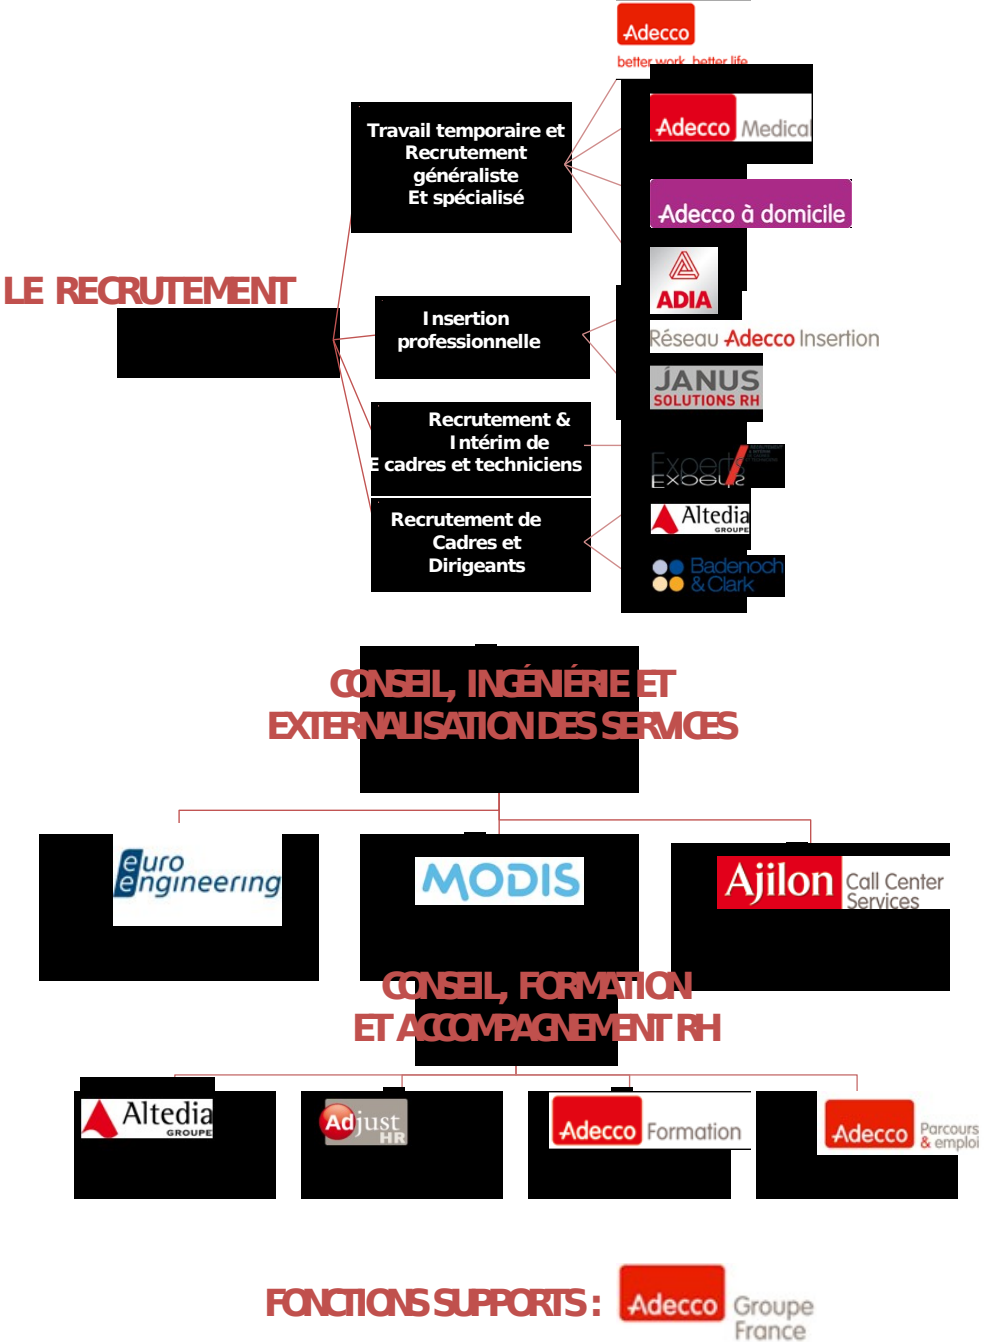 Adecco
better work, better life
Travail temporaire et
Recrutement
généraliste
Et spécialisé
Adecco Medical
Adecco à domicile
ADIA
LE RECRUTEMENT
Insertion
professionnelle
Réseau Adecco Insertion
JANUS
SOLUTIONS RH
Recrutement &
Intérim de
E cadres et techniciens
Experts
Altedia
GROUPE
Recrutement de
Cadres et
Dirigeants
Badenoch
& Clark
CONSEIL, INGÉNIÉRIE ET
EXTERNALISATION DES SERVICES
euro
engineering
MODIS
Ajilon Call Center
Services
CONSEIL, FORMATION
ET ACCOMPAGNEMENT RH
Altedia
GROUPE
Adjust
HR
Adecco Formation
Adecco Parcours
& emploi
FONCTIONS SUPPORTS :
Adecco Groupe
France